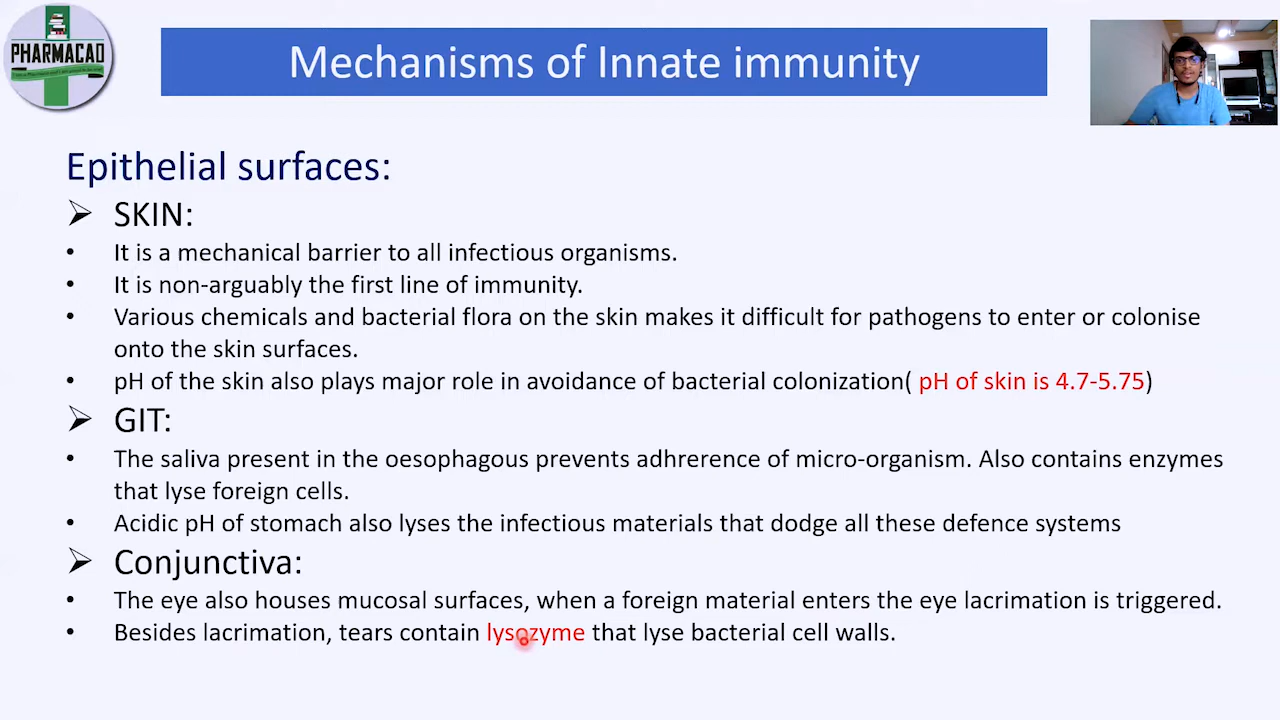 PHARMACAD
Mechanisms of Innate immunity
Epithelial surfaces:
➢ SKIN:
• It is a mechanical barrier to all infectious organisms.
• It is non-arguably the first line of immunity.
• Various chemicals and bacterial flora on the skin makes it difficult for pathogens to enter or colonise
onto the skin surfaces.
• pH of the skin also plays major role in avoidance of bacterial colonization( pH of skin is 4.7-5.75)
➢ GIT:
• The saliva present in the oesophagous prevents adhrerence of micro-organism. Also contains enzymes
that lyse foreign cells.
• Acidic pH of stomach also lyses the infectious materials that dodge all these defence systems
➢ Conjunctiva:
• The eye also houses mucosal surfaces, when a foreign material enters the eye lacrimation is triggered.
• Besides lacrimation, tears contain lysozyme that lyse bacterial cell walls.